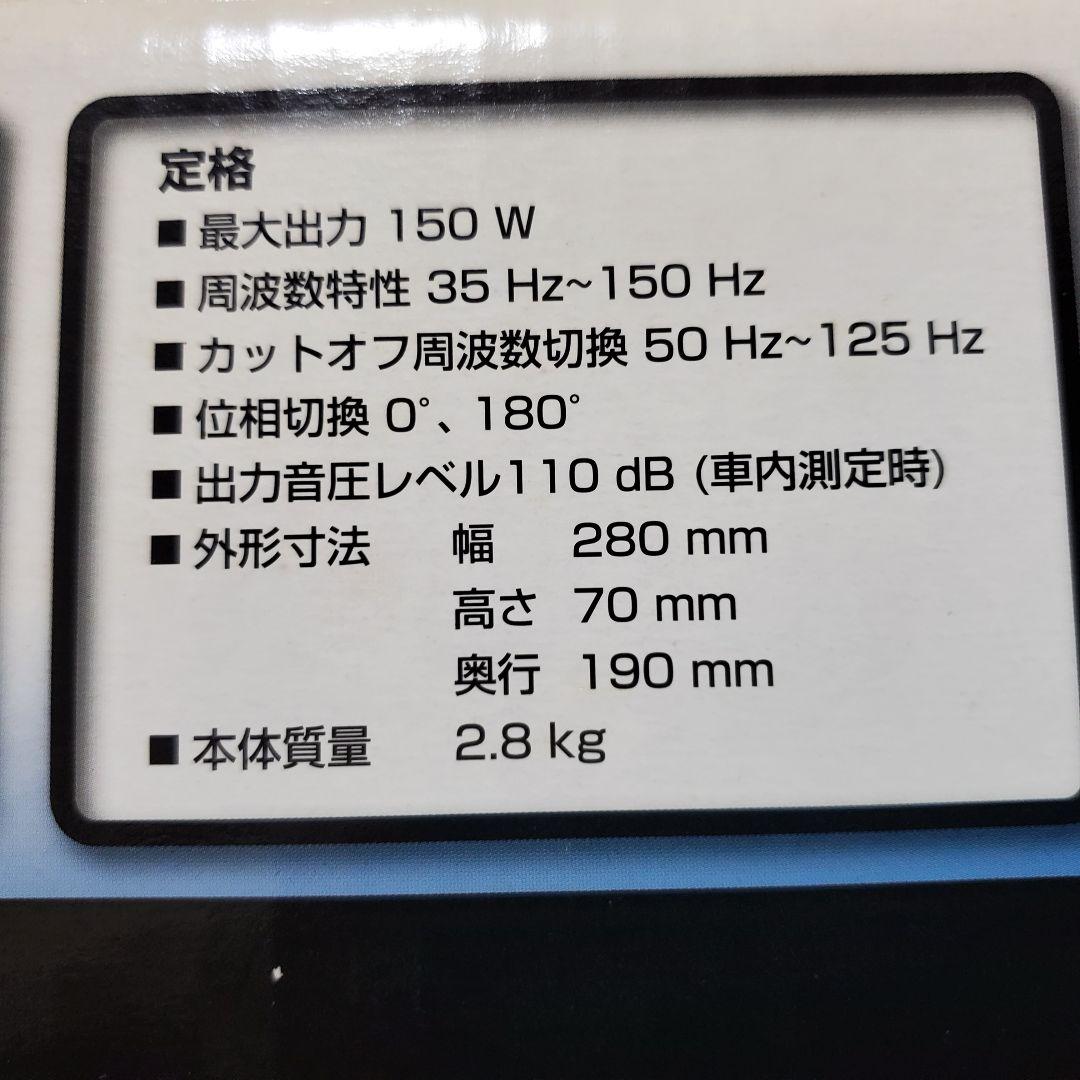 定格
■ 最大出力 150 W
■ 周波数特性 35 Hz~150 Hz
■ カットオフ周波数切換 50 Hz~125 Hz
■ 位相切換 0°、180°
■ 出力音圧レベル110 dB (車内測定時)
■ 外形寸法 幅 280 mm
高さ 70 mm
奥行 190 mm
■ 本体質量 2.8 kg